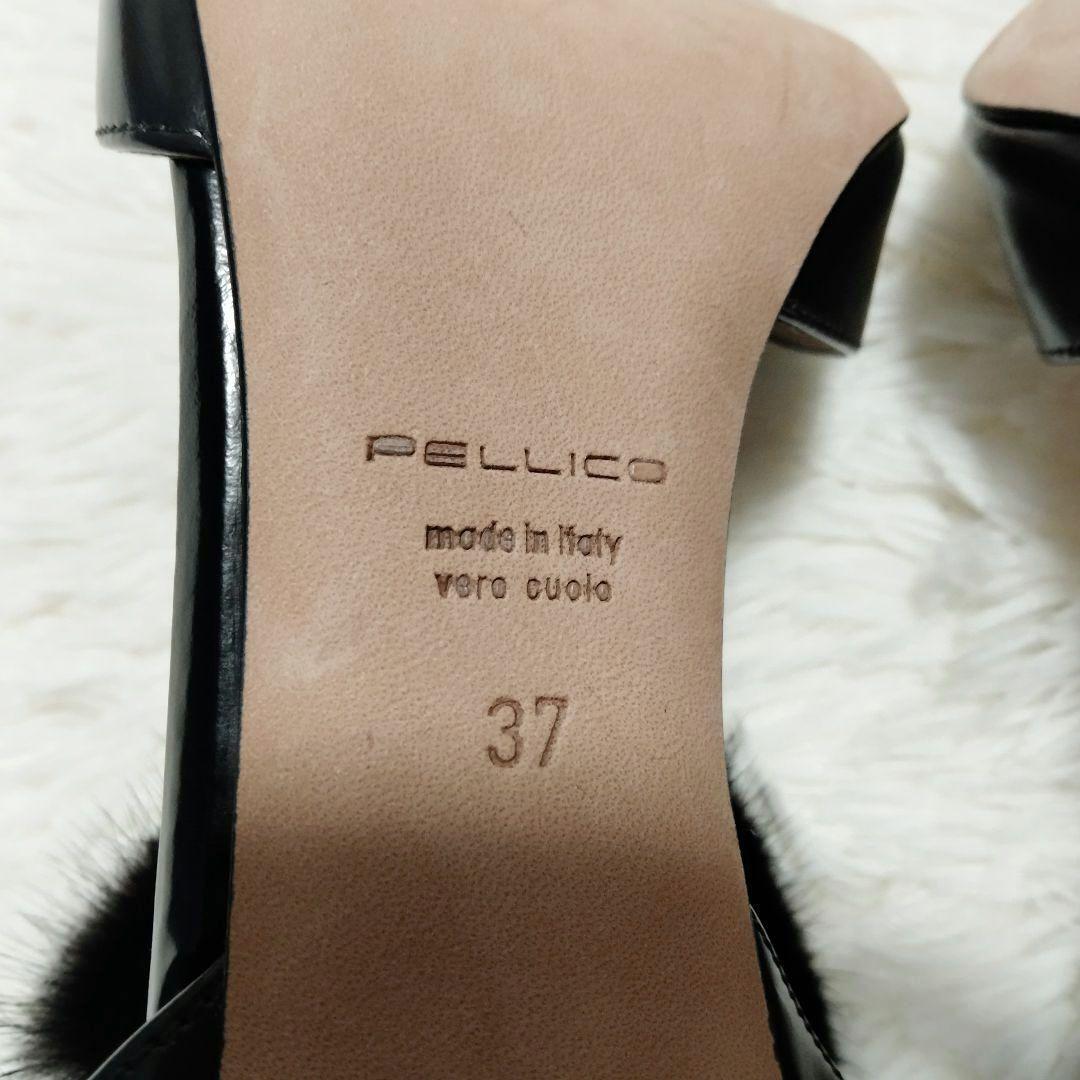 PELLICO
made in italy
vero cuoio
37